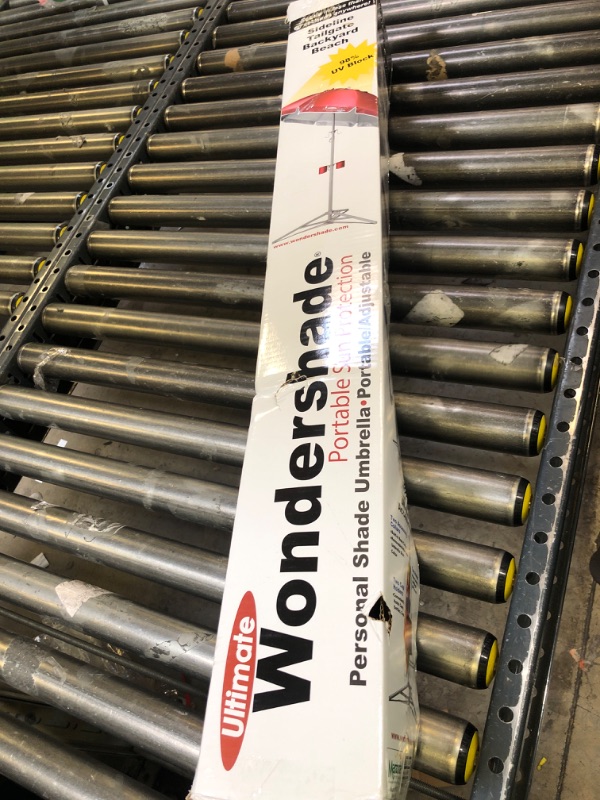 Sideline
Tailgate
Backyard
Beach
98%
UV Block
www.wondershade.com
Ultimate
Wondershade®
Portable Sun Protection
Personal Shade Umbrella•Portable/Adjustable